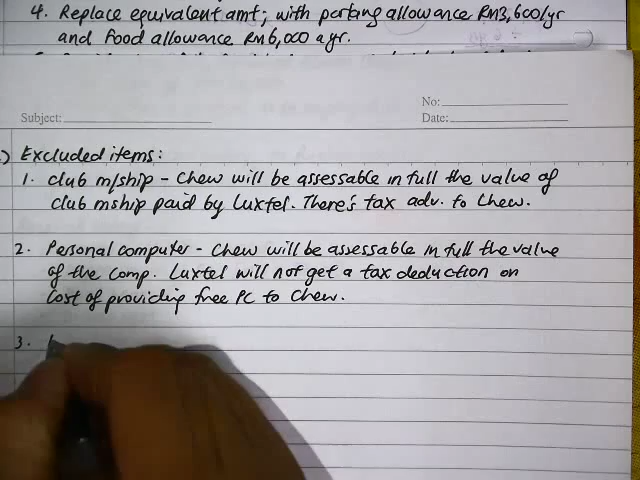 4. Replace equivalent amt; with parking allowance RM3,600/yr
and food allowance RM6,000 a yr.
No:
Subject: Date:
) Excluded items:
1. Club m/ship - Chew will be assessable in full the value of
club mship paid by Luxtel. There's tax adv. to Chew.
2. Personal computer - Chew will be assessable in full the value
of the comp. Luxtel will not get a tax deduction on
cost of providing free PC to Chew.
3.